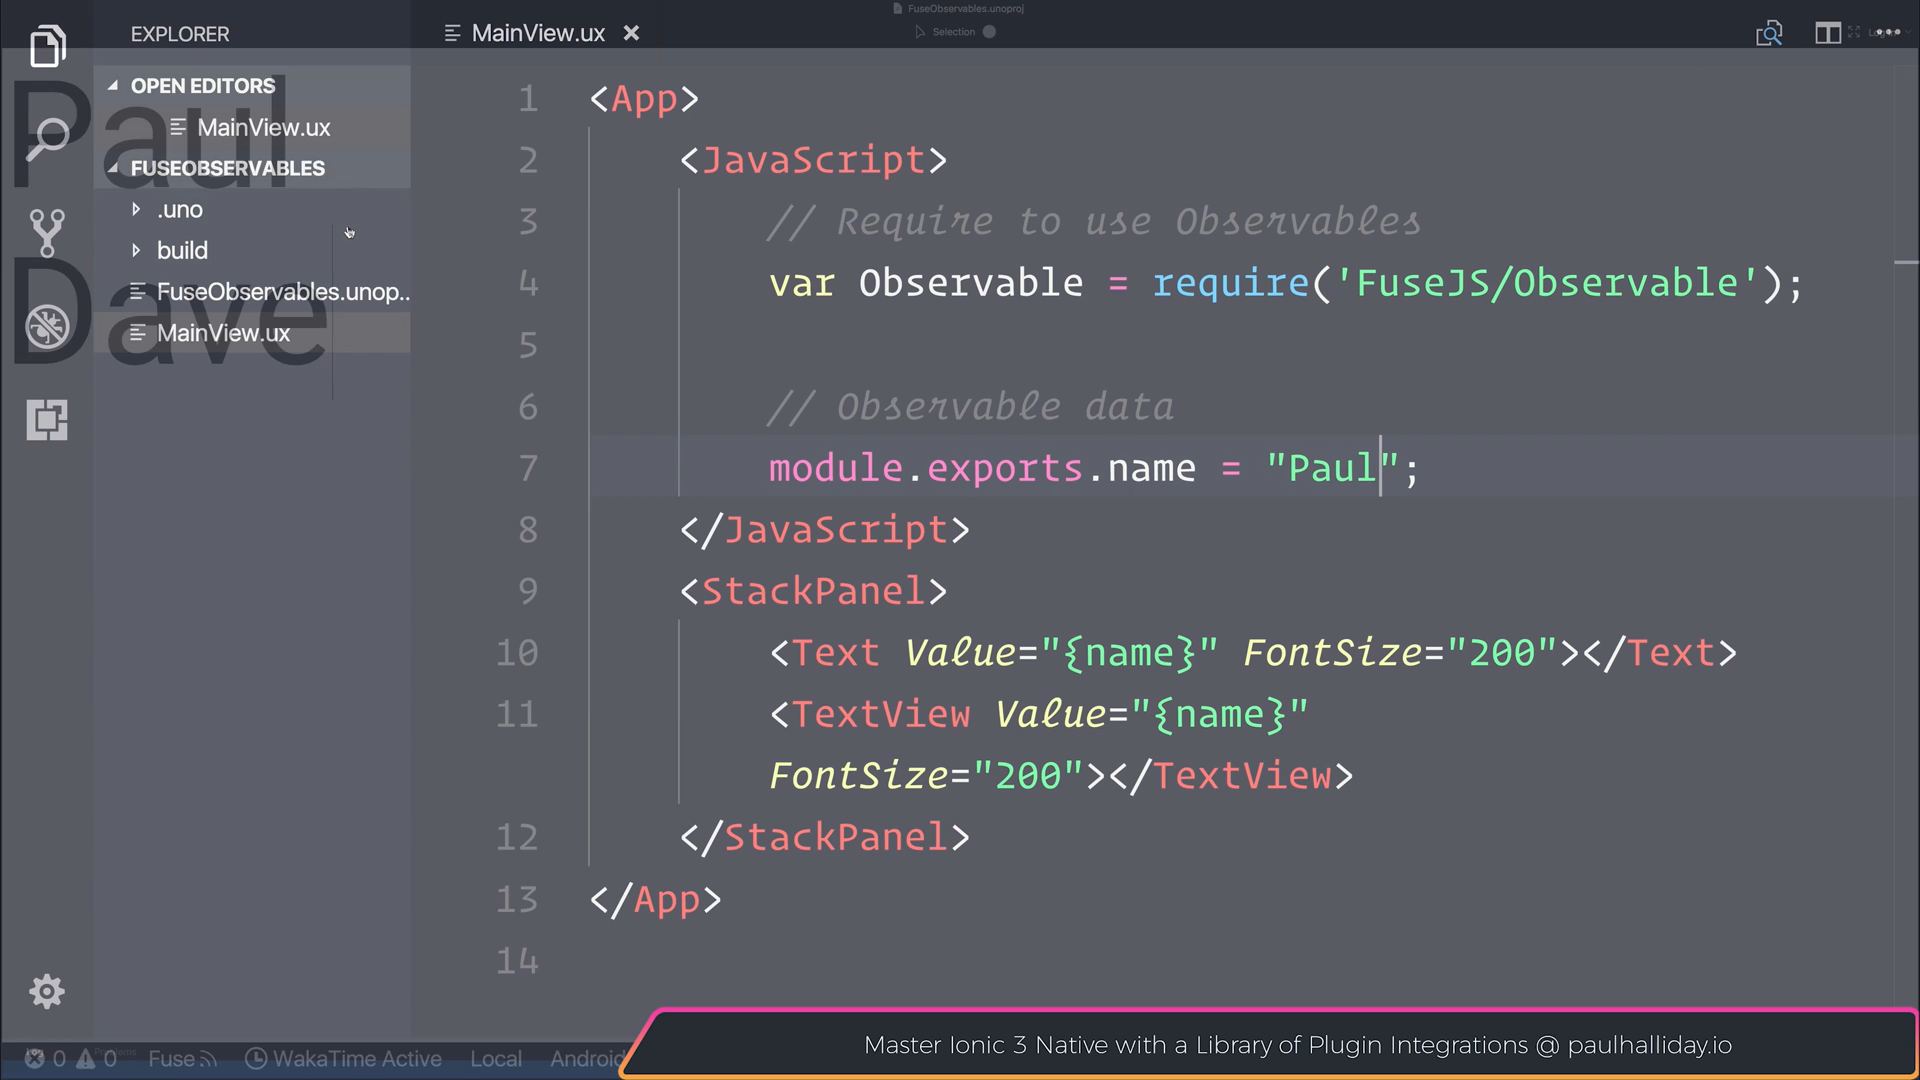 FuseObservables.unoproj
EXPLORER
MainView.ux
Selection
OPEN EDITORS
MainView.ux
Paul
FUSEOBSERVABLES
.uno
build
FuseObservables.unop..
Dave
MainView.ux
1 <App>
2 <JavaScript>
3 // Require to use Observables
4 var Observable = require('FuseJS/Observable');
5
6 // Observable data
7 module.exports.name = "Paul";
8 </JavaScript>
9 <StackPanel>
10 <Text Value="{name}" FontSize="200"></Text>
11 <TextView Value="{name}"
FontSize="200"></TextView>
12 </StackPanel>
13 </App>
14
0 0 Fuse WakaTime Active Local Android
Master Ionic 3 Native with a Library of Plugin Integrations @ paulhalliday.io